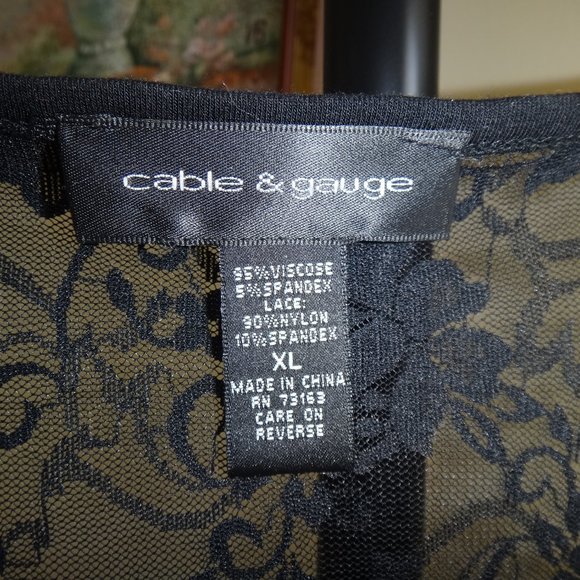 cable & gauge
95% VISCOSE
5% SPANDEX
LACE:
90% NYLON
10% SPANDEX
XL
MADE IN CHINA
RN 73163
CARE ON
REVERSE